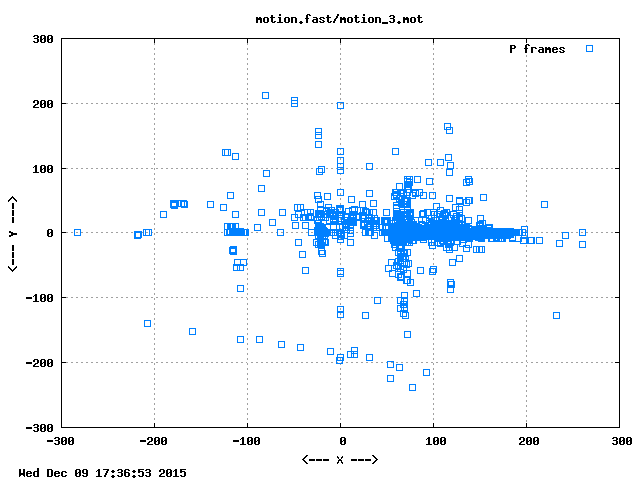 motion.fast/motion_3.mot
P frames
300
200
100
0
-100
-200
-300
<--- Y --->
-300 -200 -100 0 100 200 300
<--- X --->
Wed Dec 09 17:36:53 2015